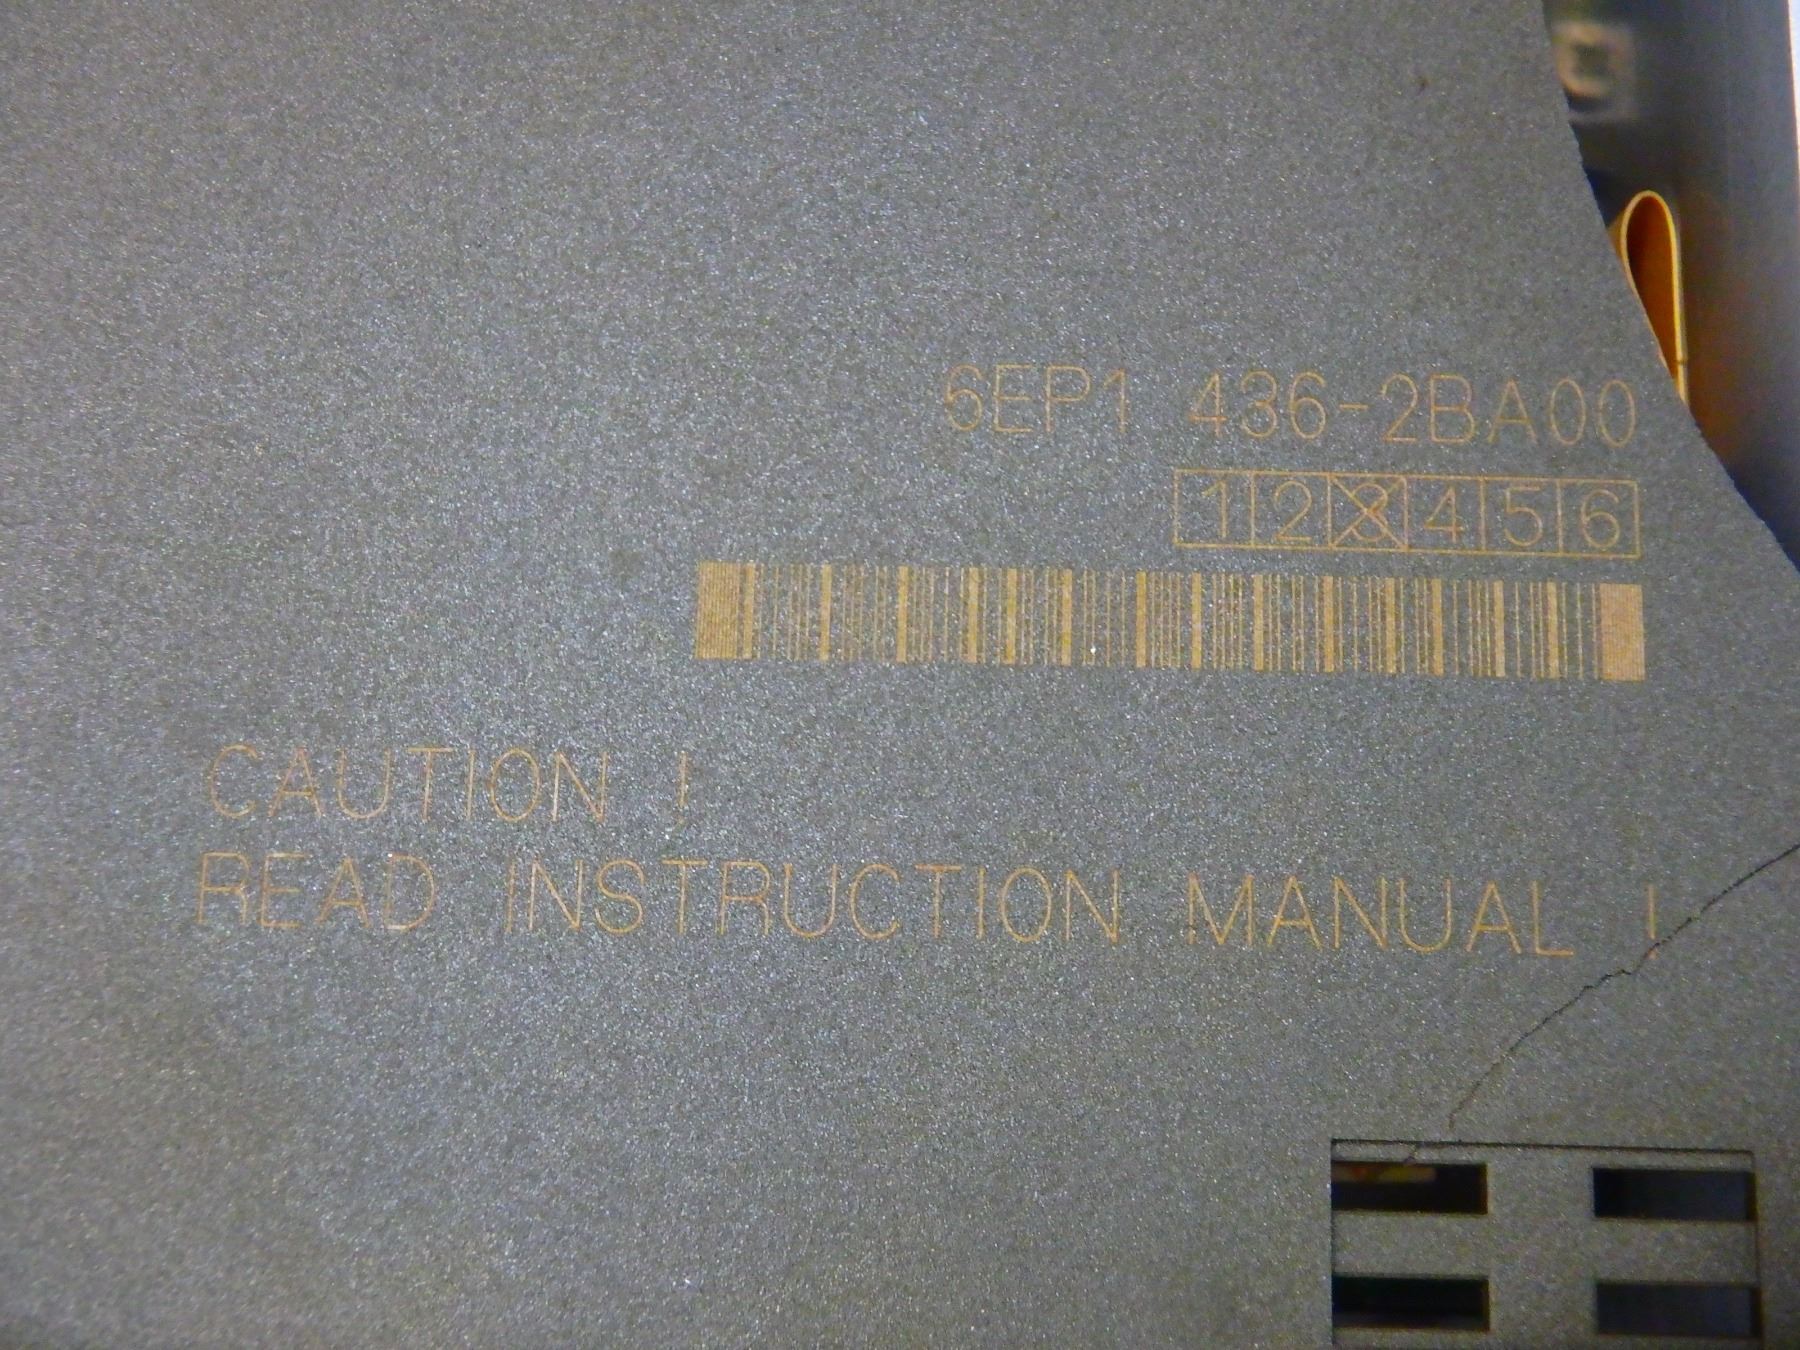 6EP1 436-2BA00
1 2 3 4 5 6
CAUTION !
READ INSTRUCTION MANUAL !